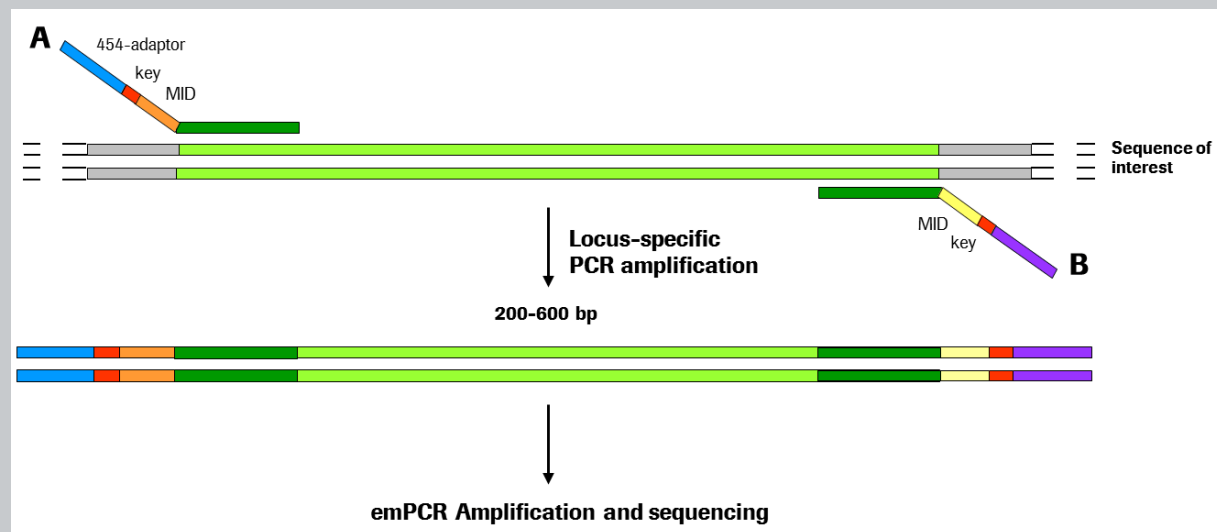 A
454-adaptor
key
MID
Sequence of
interest
MID
key
B
Locus-specific
PCR amplification
200-600 bp
emPCR Amplification and sequencing